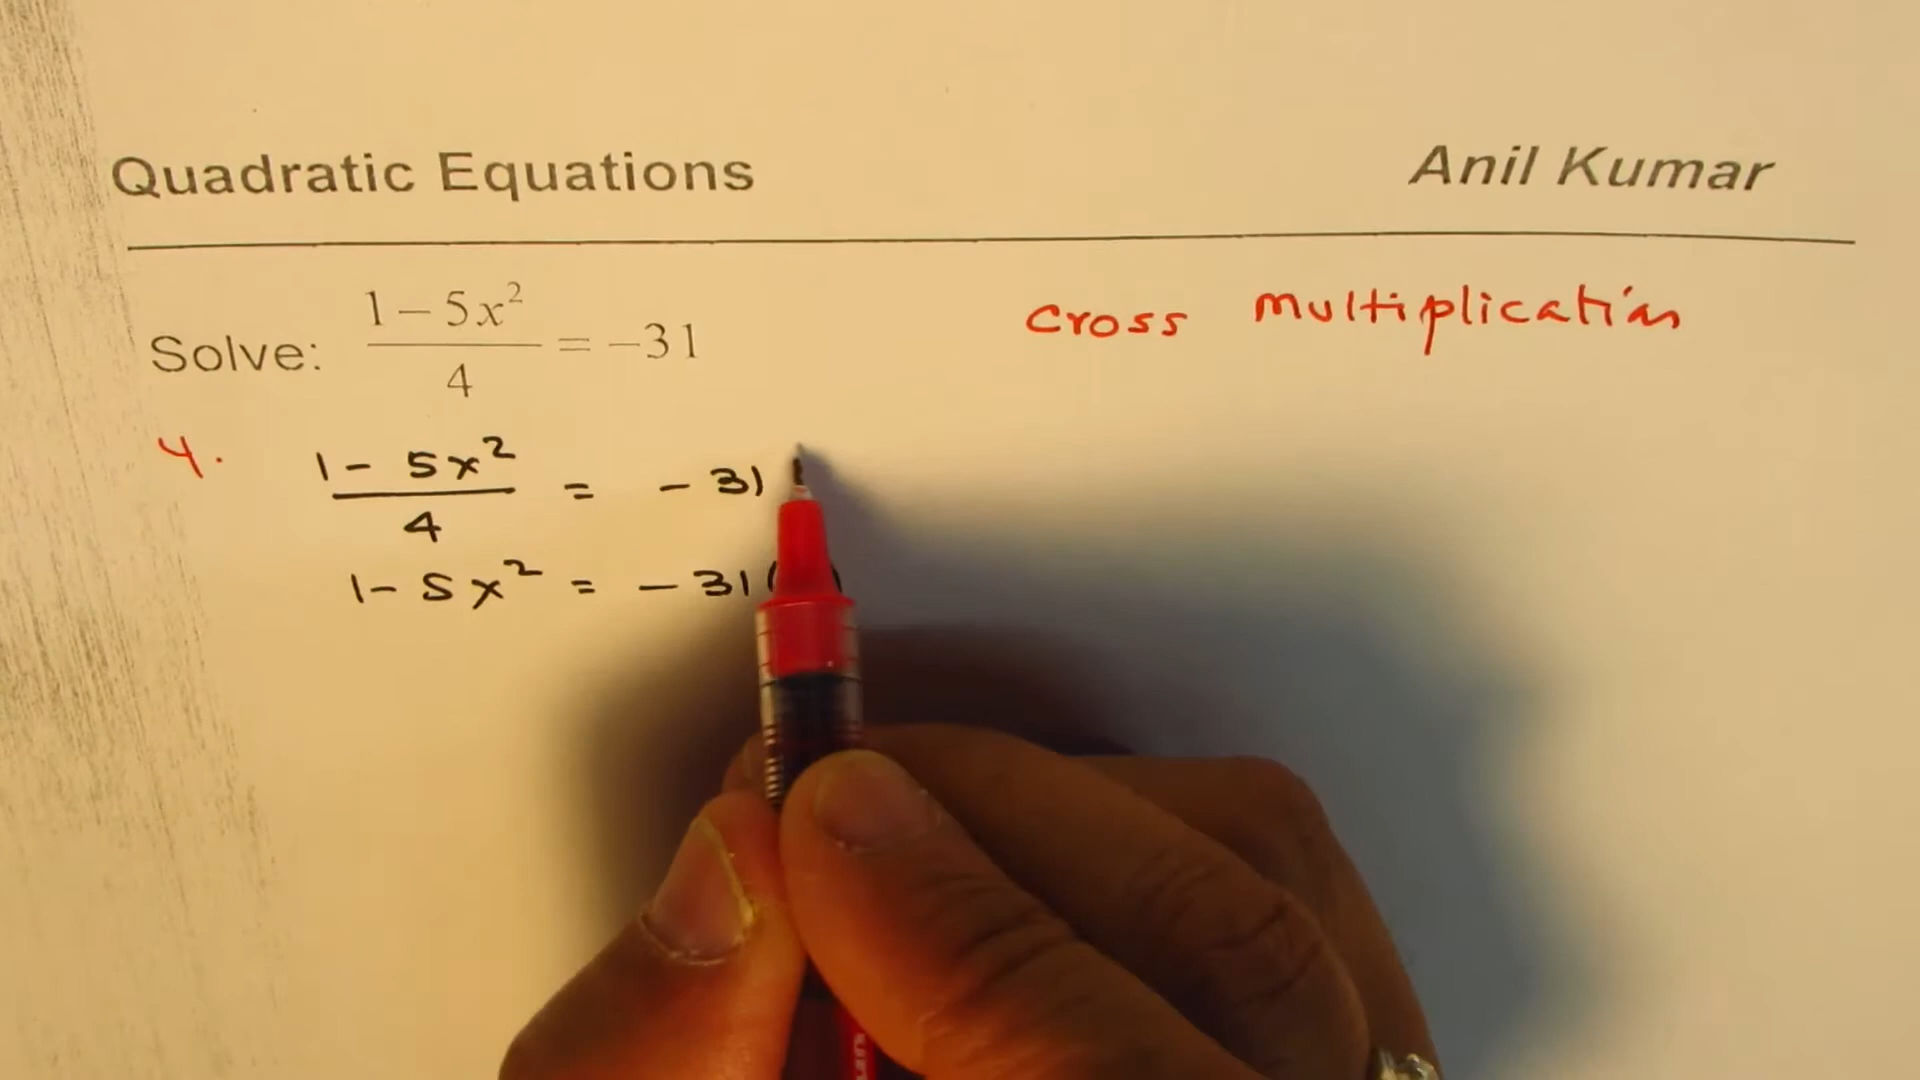 Quadratic Equations Anil Kumar
Solve: (1 − 5x²)/4 = −31
cross multiplication
4. (1 − 5x²)/4 = −31
1 − 5x² = −31( )